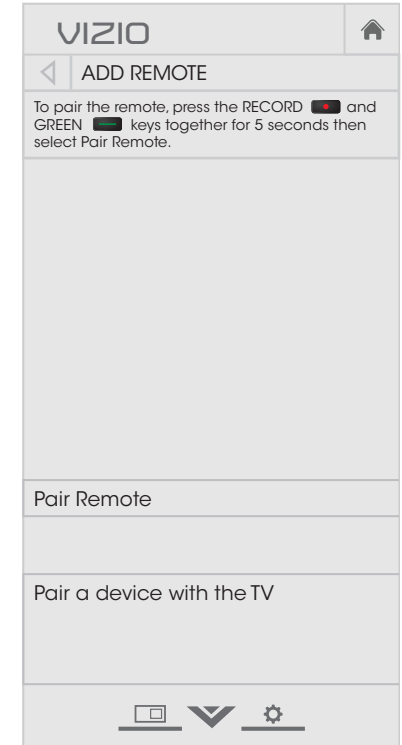 VIZIO
ADD REMOTE
To pair the remote, press the RECORD and
GREEN keys together for 5 seconds then
select Pair Remote.
Pair Remote
Pair a device with the TV